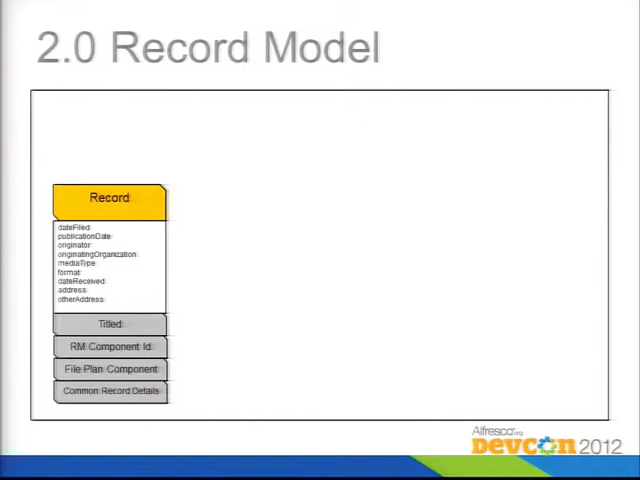 2.0 Record Model
Record
dateFiled:
publicationDate:
originator:
originatingOrganization:
mediaType:
format:
dateReceived:
address:
otherAddress:
Titled
RM Component Id
File Plan Component
Common Record Details
Alfresco.org
Devcon 2012